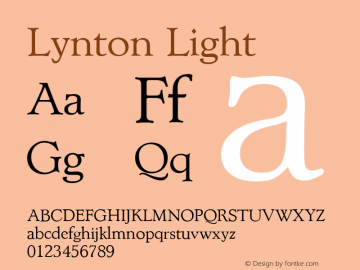 Lynton Light
Aa Ff a
Gg Qq
ABCDEFGHIJKLMNOPQRSTUVWXYZ
abcdefghijklmnopqrstuvwxyz
0123456789
© Design by fontke.com